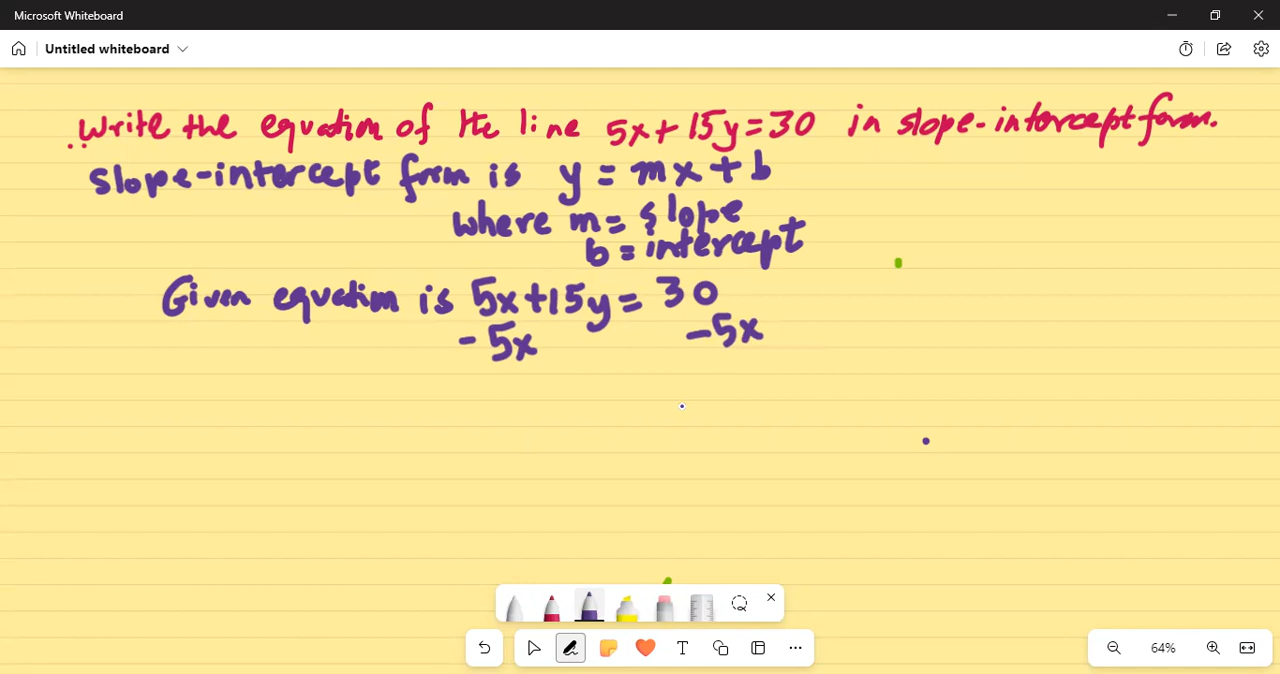 Microsoft Whiteboard
Untitled whiteboard
Write the equation of the line 5x+15y=30 in slope-intercept form.
Slope-intercept form is y = mx + b
where m = slope
b = intercept
Given equation is 5x+15y = 30
-5x -5x
64%